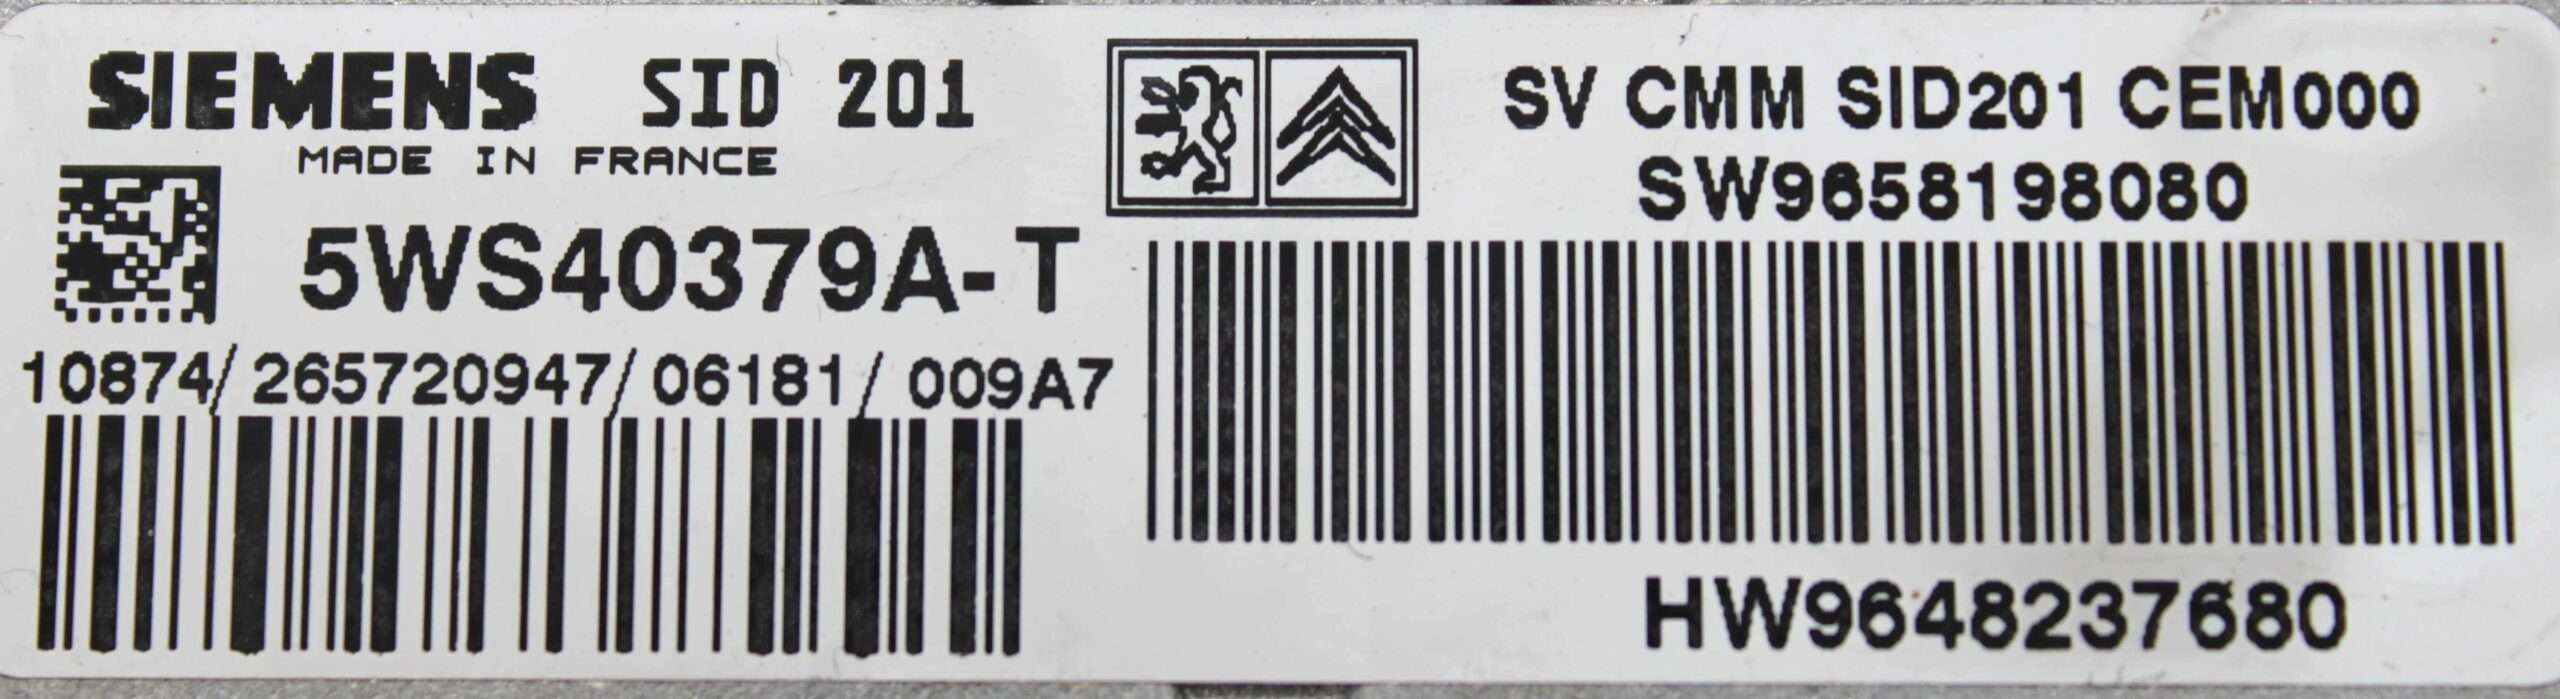 SIEMENS SID 201
MADE IN FRANCE
5WS40379A-T
10874/265720947/06181/009A7
SV CMM SID201 CEM000
SW9658198080
HW9648237680